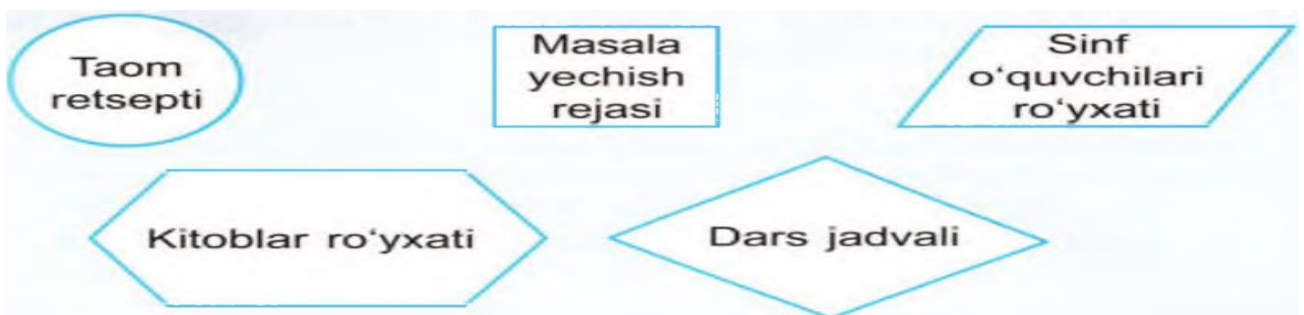 Taom
retsepti
Masala
yechish
rejasi
Sinf
o‘quvchilari
ro‘yxati
Kitoblar ro‘yxati
Dars jadvali